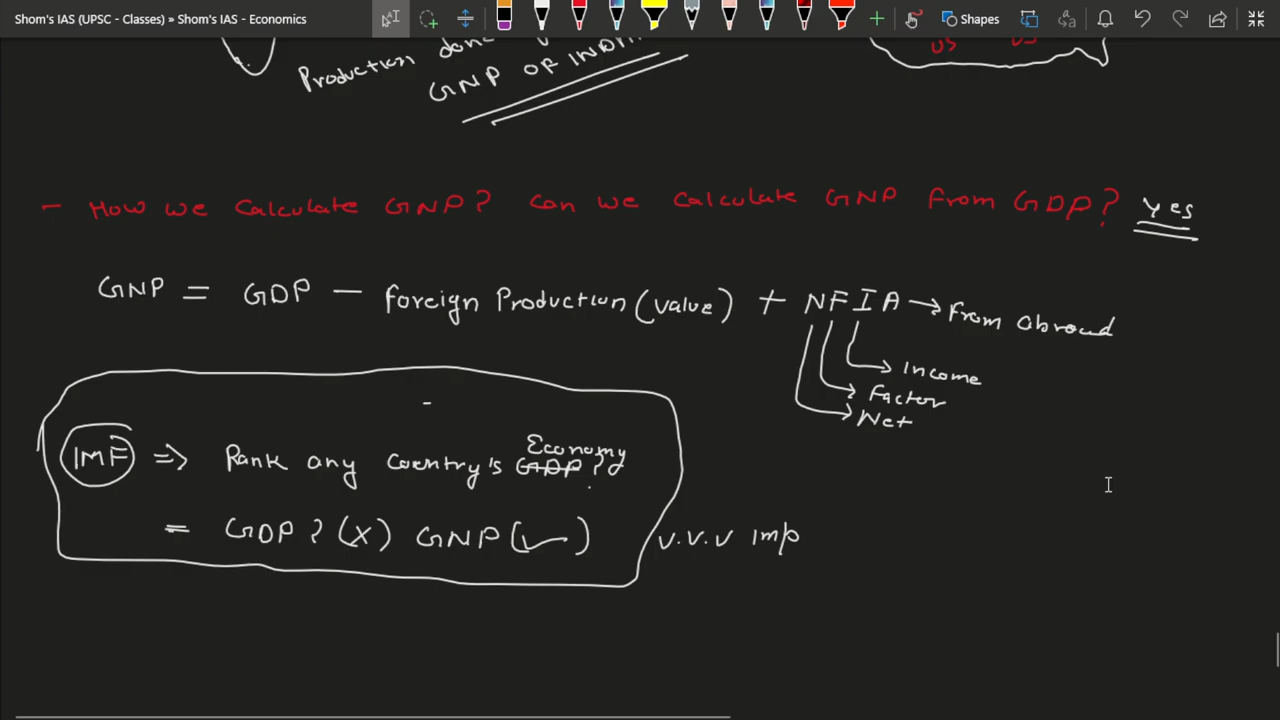 Shom's IAS (UPSC - Classes) » Shom's IAS - Economics
Shapes
Production done
GNP OF INDIA
US US
- How we calculate GNP? Can we calculate GNP from GDP? Yes
GNP = GDP - foreign Production (value) + NFIA → From abroad
Income
Factor
Net
IMF ⇒ Rank any Country's GDP? Economy
= GDP? (X) GNP (✓) V.V.V imp